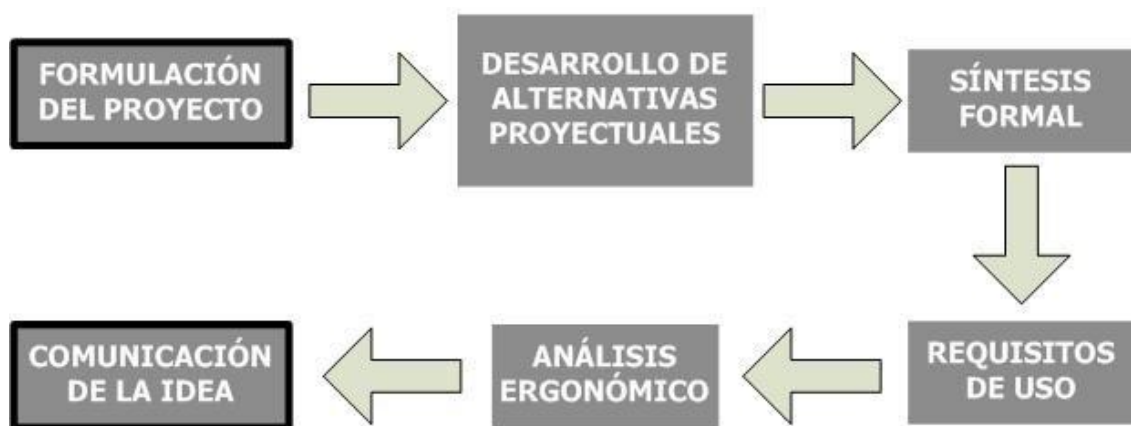 FORMULACIÓN
DEL PROYECTO
DESARROLLO DE
ALTERNATIVAS
PROYECTUALES
SÍNTESIS
FORMAL
REQUISITOS
DE USO
ANÁLISIS
ERGONÓMICO
COMUNICACIÓN
DE LA IDEA